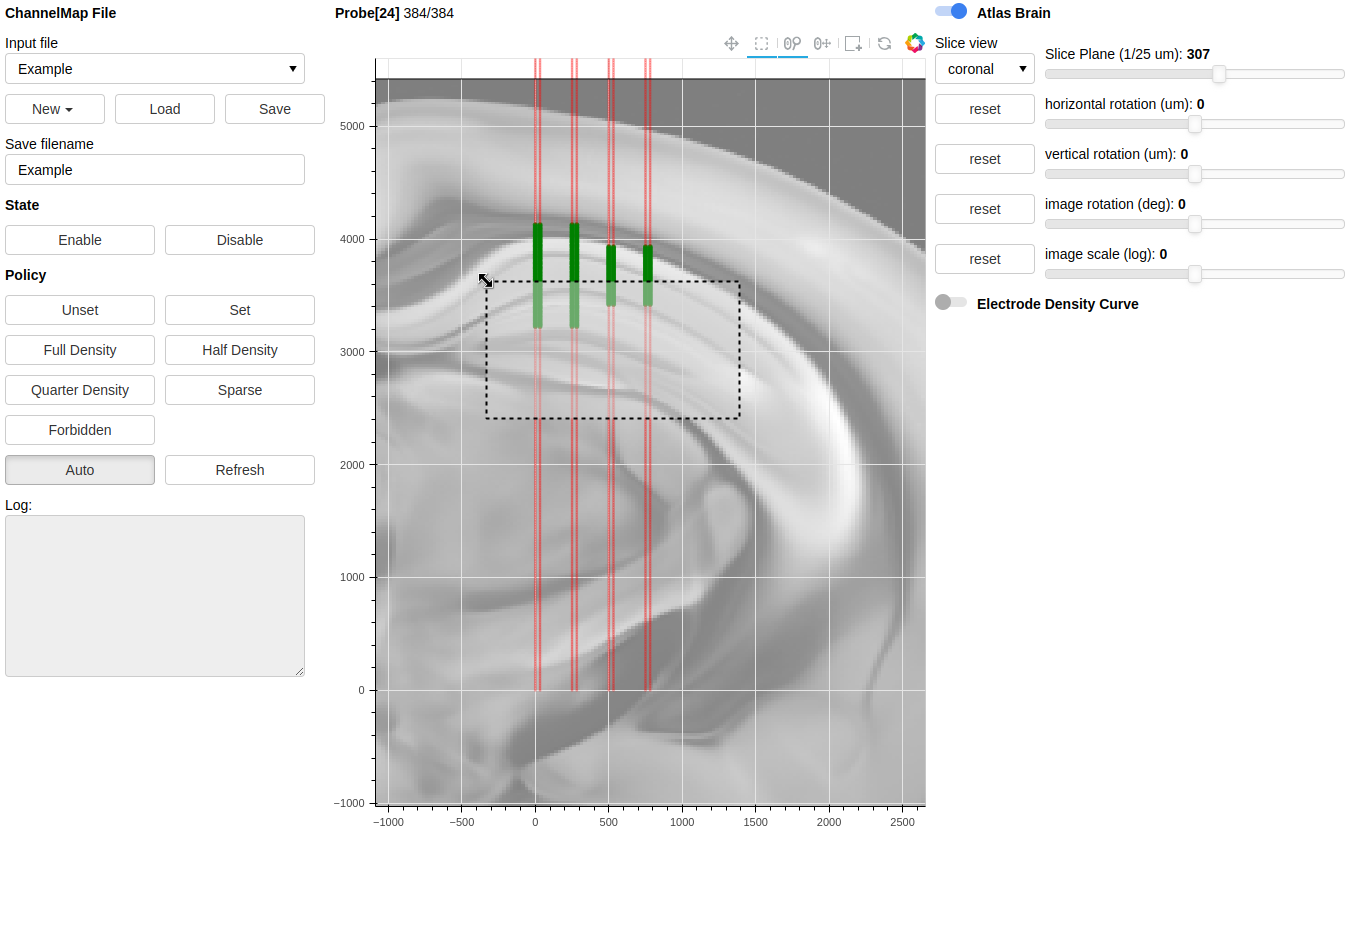 ChannelMap File
Input file
Example
New
Load
Save
Save filename
Example
State
Enable
Disable
Policy
Unset
Set
Full Density
Half Density
Quarter Density
Sparse
Forbidden
Auto
Refresh
Log:
Probe[24] 384/384
5000
4000
3000
2000
1000
0
−1000
−1000
−500
0
500
1000
1500
2000
2500
Atlas Brain
Slice view
coronal
Slice Plane (1/25 um): 307
reset
horizontal rotation (um): 0
reset
vertical rotation (um): 0
reset
image rotation (deg): 0
reset
image scale (log): 0
Electrode Density Curve